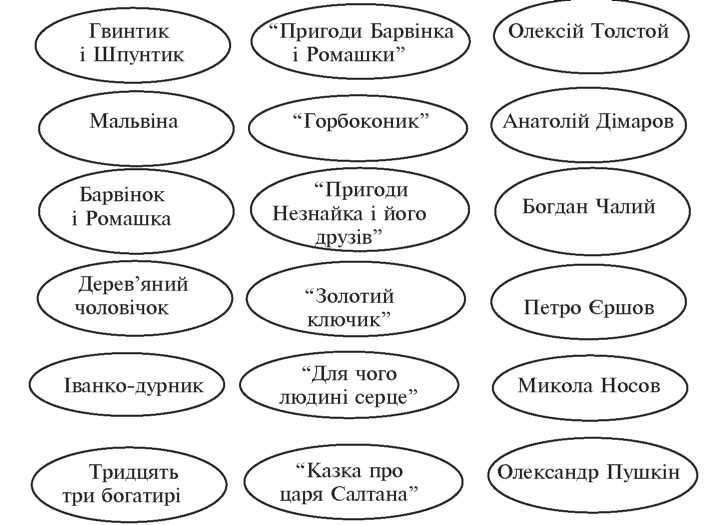 Гвинтик
і Шпунтик
“Пригоди Барвінка
і Ромашки”
Олексій Толстой
Мальвіна
“Горбоконик”
Анатолій Дімаров
Барвінок
і Ромашка
“Пригоди
Незнайка і його
друзів”
Богдан Чалий
Дерев’яний
чоловічок
“Золотий
ключик”
Петро Єршов
Іванко-дурник
“Для чого
людині серце”
Микола Носов
Тридцять
три богатирі
“Казка про
царя Салтана”
Олександр Пушкін